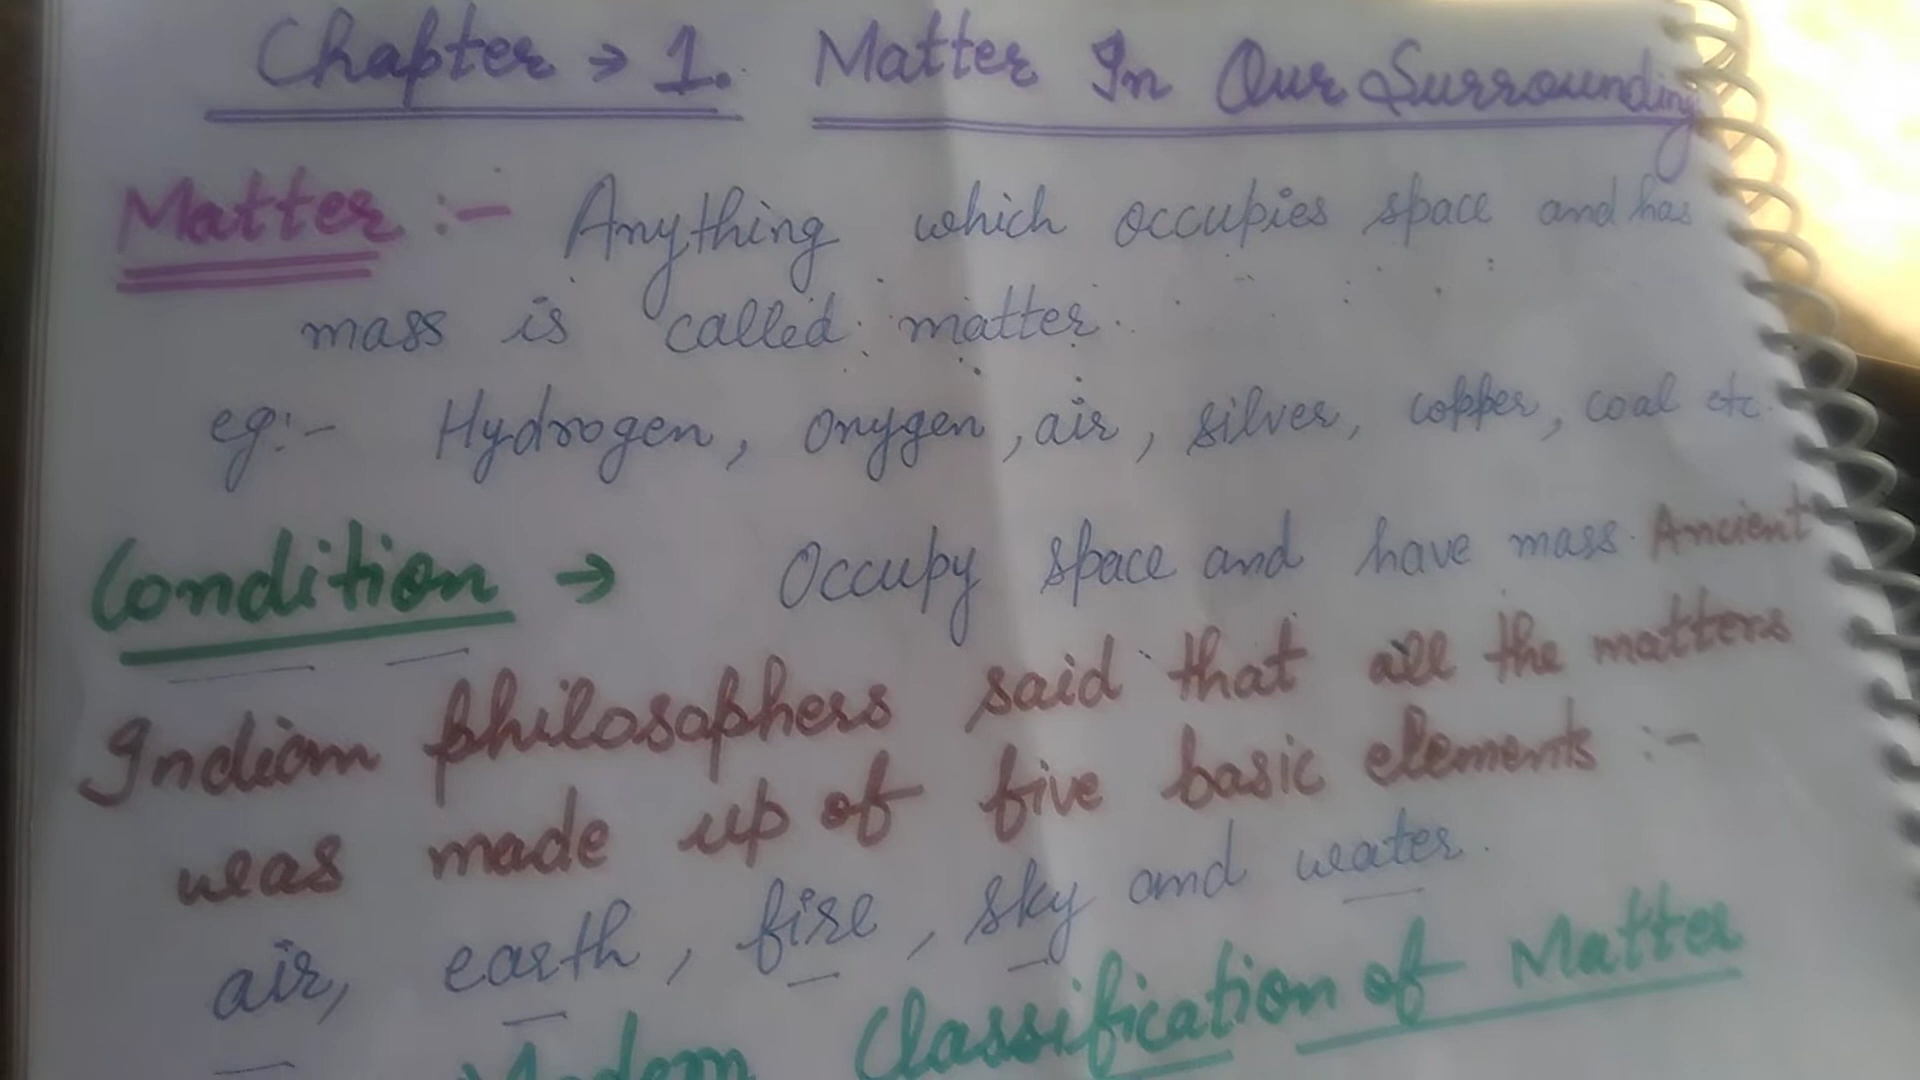 Chapter → 1. Matter In Our Surrounding
Matter :- Anything which occupies space and has
mass is called matter.
eg:- Hydrogen, oxygen, air, silver, copper, coal etc.
Condition → Occupy space and have mass. Ancient
Indian philosophers said that all the matters
was made up of five basic elements :-
air, earth, fire, sky and water.
Modern Classification of Matter